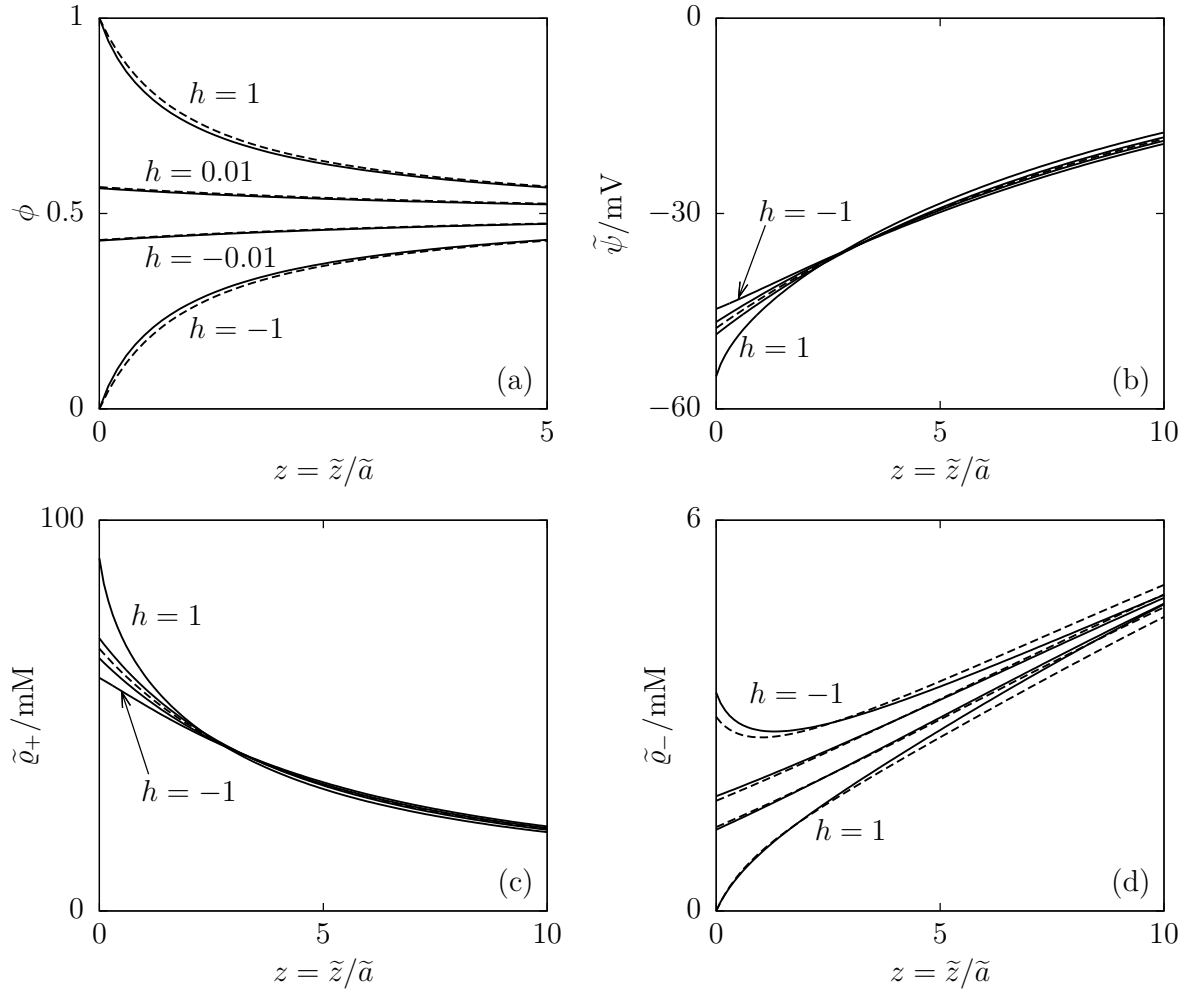 1
h = 1
h = 0.01
ϕ
0.5
h = −0.01
h = −1
(a)
0
0
5
z = z̃/ã
0
h = −1
ψ̃/mV
−30
h = 1
(b)
−60
0
5
10
z = z̃/ã
100
h = 1
ϱ̃₊/mM
h = −1
(c)
0
0
5
10
z = z̃/ã
6
h = −1
ϱ̃₋/mM
h = 1
(d)
0
0
5
10
z = z̃/ã